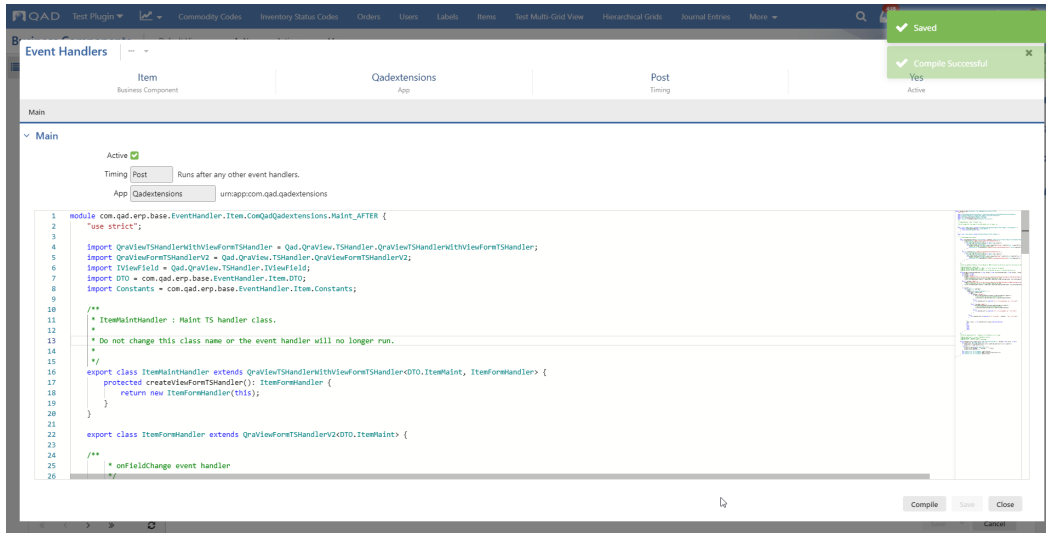 QAD Test Plugin Commodity Codes Inventory Status Codes Orders Users Labels Items Test Multi-Grid View Hierarchical Grids Journal Entries More
Saved
Event Handlers ...
Compile Successful
Item Qadextensions Post Yes
Business Component App Timing Active
Main
Main
Active
Timing Post Runs after any other event handlers.
App Qadextensions urn:app:com.qad.qadextensions
1 module com.qad.erp.base.EventHandler.Item.ComQadQadextensions.Maint_AFTER {
2 "use strict";
3
4 import QraViewTSHandlerWithViewFormTSHandler = Qad.QraView.TSHandler.QraViewTSHandlerWithViewFormTSHandler;
5 import QraViewFormTSHandlerV2 = Qad.QraView.TSHandler.QraViewFormTSHandlerV2;
6 import IViewField = Qad.QraView.TSHandler.IViewField;
7 import DTO = com.qad.erp.base.EventHandler.Item.DTO;
8 import Constants = com.qad.erp.base.EventHandler.Item.Constants;
9
10 /**
11 * ItemMaintHandler : Maint TS handler class.
12 *
13 * Do not change this class name or the event handler will no longer run.
14 *
15 */
16 export class ItemMaintHandler extends QraViewTSHandlerWithViewFormTSHandler<DTO.ItemMaint, ItemFormHandler> {
17 protected createViewFormTSHandler(): ItemFormHandler {
18 return new ItemFormHandler(this);
19 }
20 }
21
22 export class ItemFormHandler extends QraViewFormTSHandlerV2<DTO.ItemMaint> {
23
24 /**
25 * onFieldChange event handler
26 */
Compile Save Close
Save Cancel